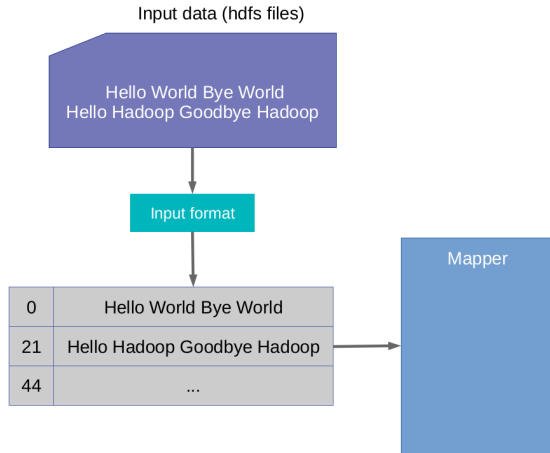 Input data (hdfs files)
Hello World Bye World
Hello Hadoop Goodbye Hadoop
Input format
Mapper
0 Hello World Bye World
21 Hello Hadoop Goodbye Hadoop
44 ...